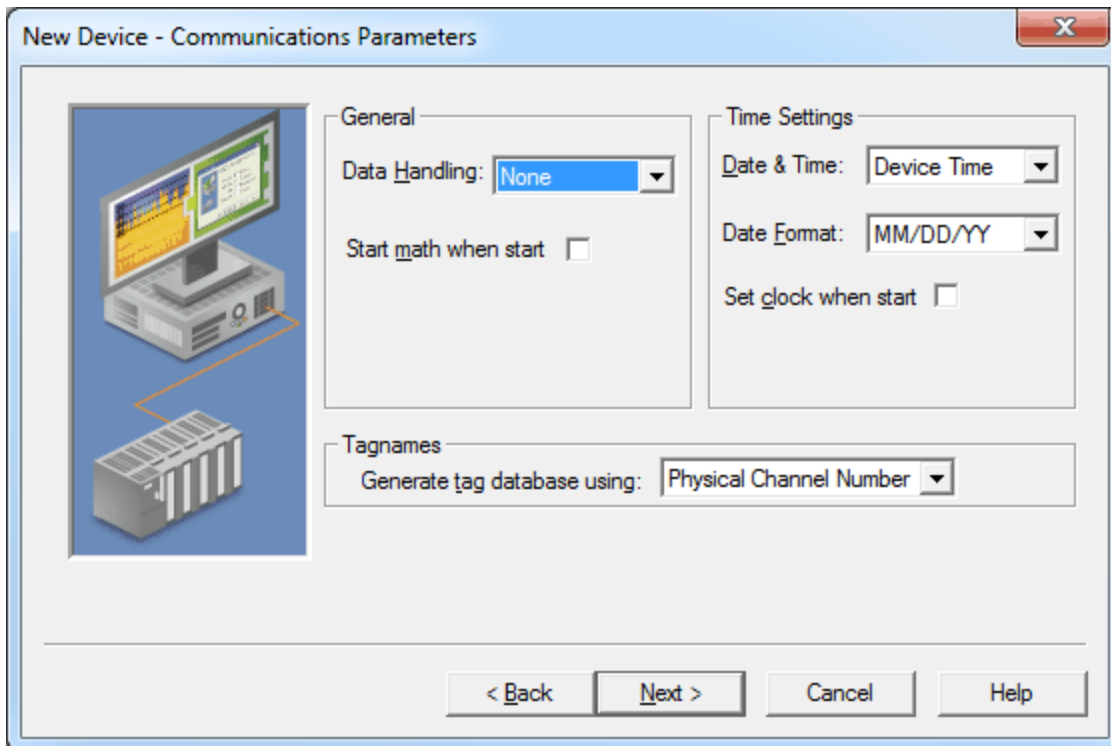 New Device - Communications Parameters
General
Data Handling: None
Start math when start
Time Settings
Date & Time: Device Time
Date Format: MM/DD/YY
Set clock when start
Tagnames
Generate tag database using: Physical Channel Number
< Back Next > Cancel Help